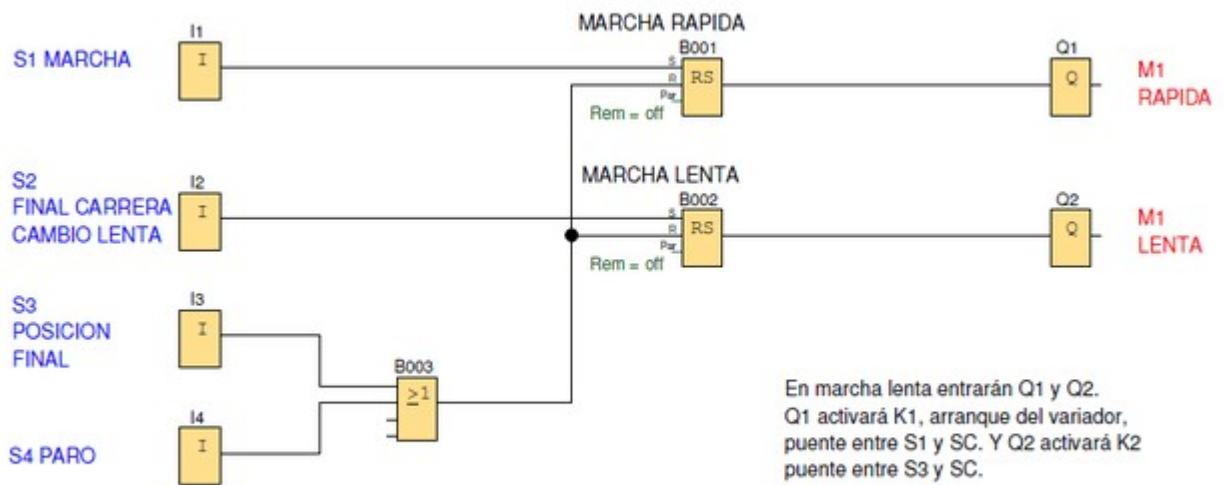 MARCHA RAPIDA
I1
B001
Q1
S1 MARCHA
I
S
R
Par
RS
Q
M1
RAPIDA
Rem = off
MARCHA LENTA
S2
FINAL CARRERA
CAMBIO LENTA
I2
B002
Q2
I
S
R
Par
RS
Q
M1
LENTA
Rem = off
S3
POSICION
FINAL
I3
I
B003
≥1
I4
I
S4 PARO
En marcha lenta entrarán Q1 y Q2.
Q1 activará K1, arranque del variador,
puente entre S1 y SC. Y Q2 activará K2
puente entre S3 y SC.